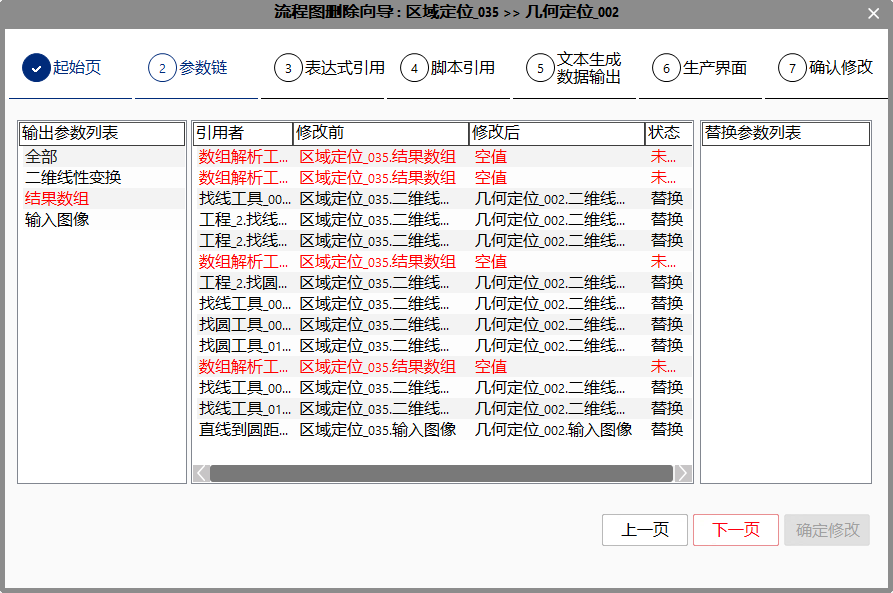 流程图删除向导 : 区域定位_035 >> 几何定位_002
起始页 2 参数链 3 表达式引用 4 脚本引用 5 文本生成 数据输出 6 生产界面 7 确认修改
输出参数列表
全部
二维线性变换
结果数组
输入图像
引用者 修改前 修改后 状态
数组解析工... 区域定位_035.结果数组 空值 未...
数组解析工... 区域定位_035.结果数组 空值 未...
找线工具_00... 区域定位_035.二维线... 几何定位_002.二维线... 替换
工程_2.找线... 区域定位_035.二维线... 几何定位_002.二维线... 替换
工程_2.找线... 区域定位_035.二维线... 几何定位_002.二维线... 替换
数组解析工... 区域定位_035.结果数组 空值 未...
工程_2.找圆... 区域定位_035.二维线... 几何定位_002.二维线... 替换
找线工具_00... 区域定位_035.二维线... 几何定位_002.二维线... 替换
找圆工具_00... 区域定位_035.二维线... 几何定位_002.二维线... 替换
找圆工具_01... 区域定位_035.二维线... 几何定位_002.二维线... 替换
数组解析工... 区域定位_035.结果数组 空值 未...
找线工具_00... 区域定位_035.二维线... 几何定位_002.二维线... 替换
找线工具_01... 区域定位_035.二维线... 几何定位_002.二维线... 替换
直线到圆距... 区域定位_035.输入图像 几何定位_002.输入图像 替换
替换参数列表
上一页 下一页 确定修改